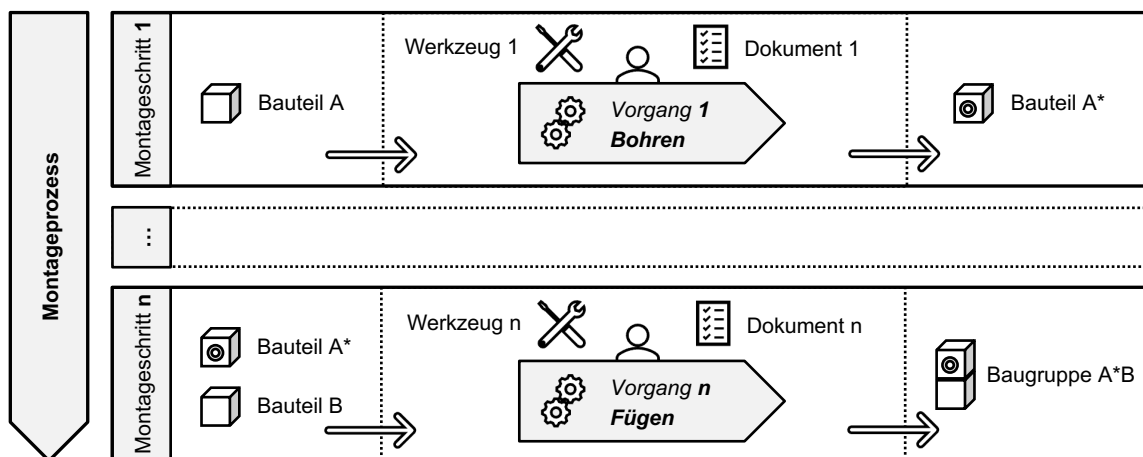 Montageprozess
Montageschritt 1
Bauteil A
Werkzeug 1
Dokument 1
Vorgang 1
Bohren
Bauteil A*
...
Montageschritt n
Bauteil A*
Bauteil B
Werkzeug n
Dokument n
Vorgang n
Fügen
Baugruppe A*B